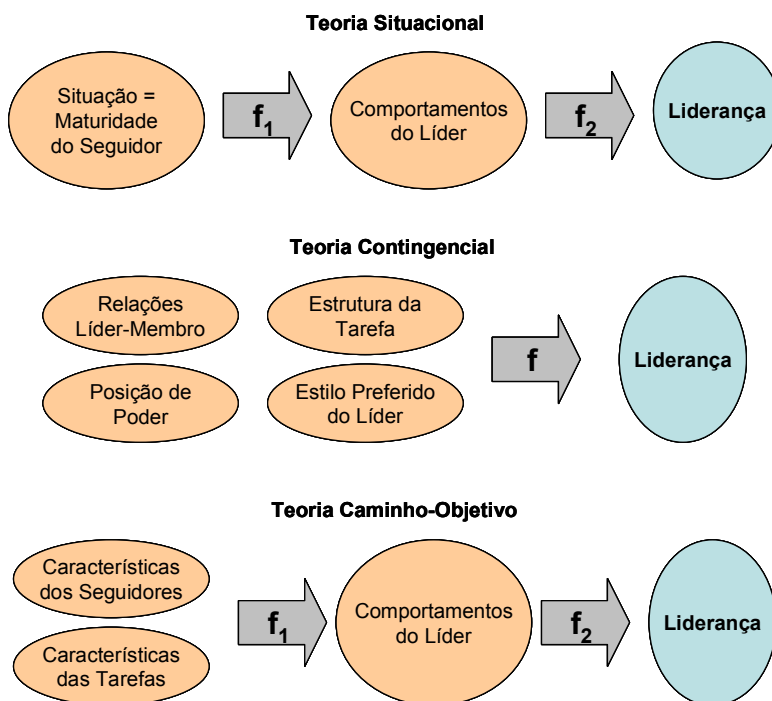 Teoria Situacional
Situação =
Maturidade
do Seguidor
f1
Comportamentos
do Líder
f2
Liderança
Teoria Contingencial
Relações
Líder-Membro
Estrutura da
Tarefa
Posição de
Poder
Estilo Preferido
do Líder
f
Liderança
Teoria Caminho-Objetivo
Características
dos Seguidores
Características
das Tarefas
f1
Comportamentos
do Líder
f2
Liderança